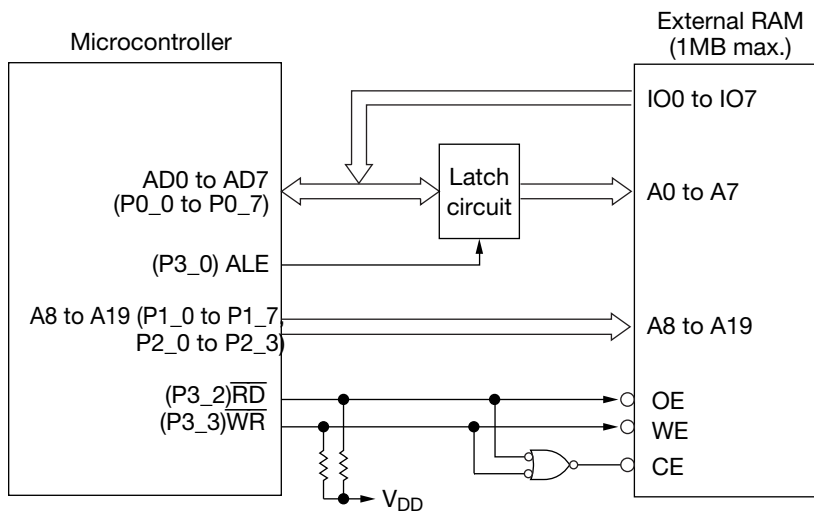 Microcontroller
External RAM
(1MB max.)
IO0 to IO7
AD0 to AD7
(P0_0 to P0_7)
Latch
circuit
A0 to A7
(P3_0) ALE
A8 to A19 (P1_0 to P1_7,
P2_0 to P2_3)
A8 to A19
(P3_2)RD
OE
(P3_3)WR
WE
CE
VDD